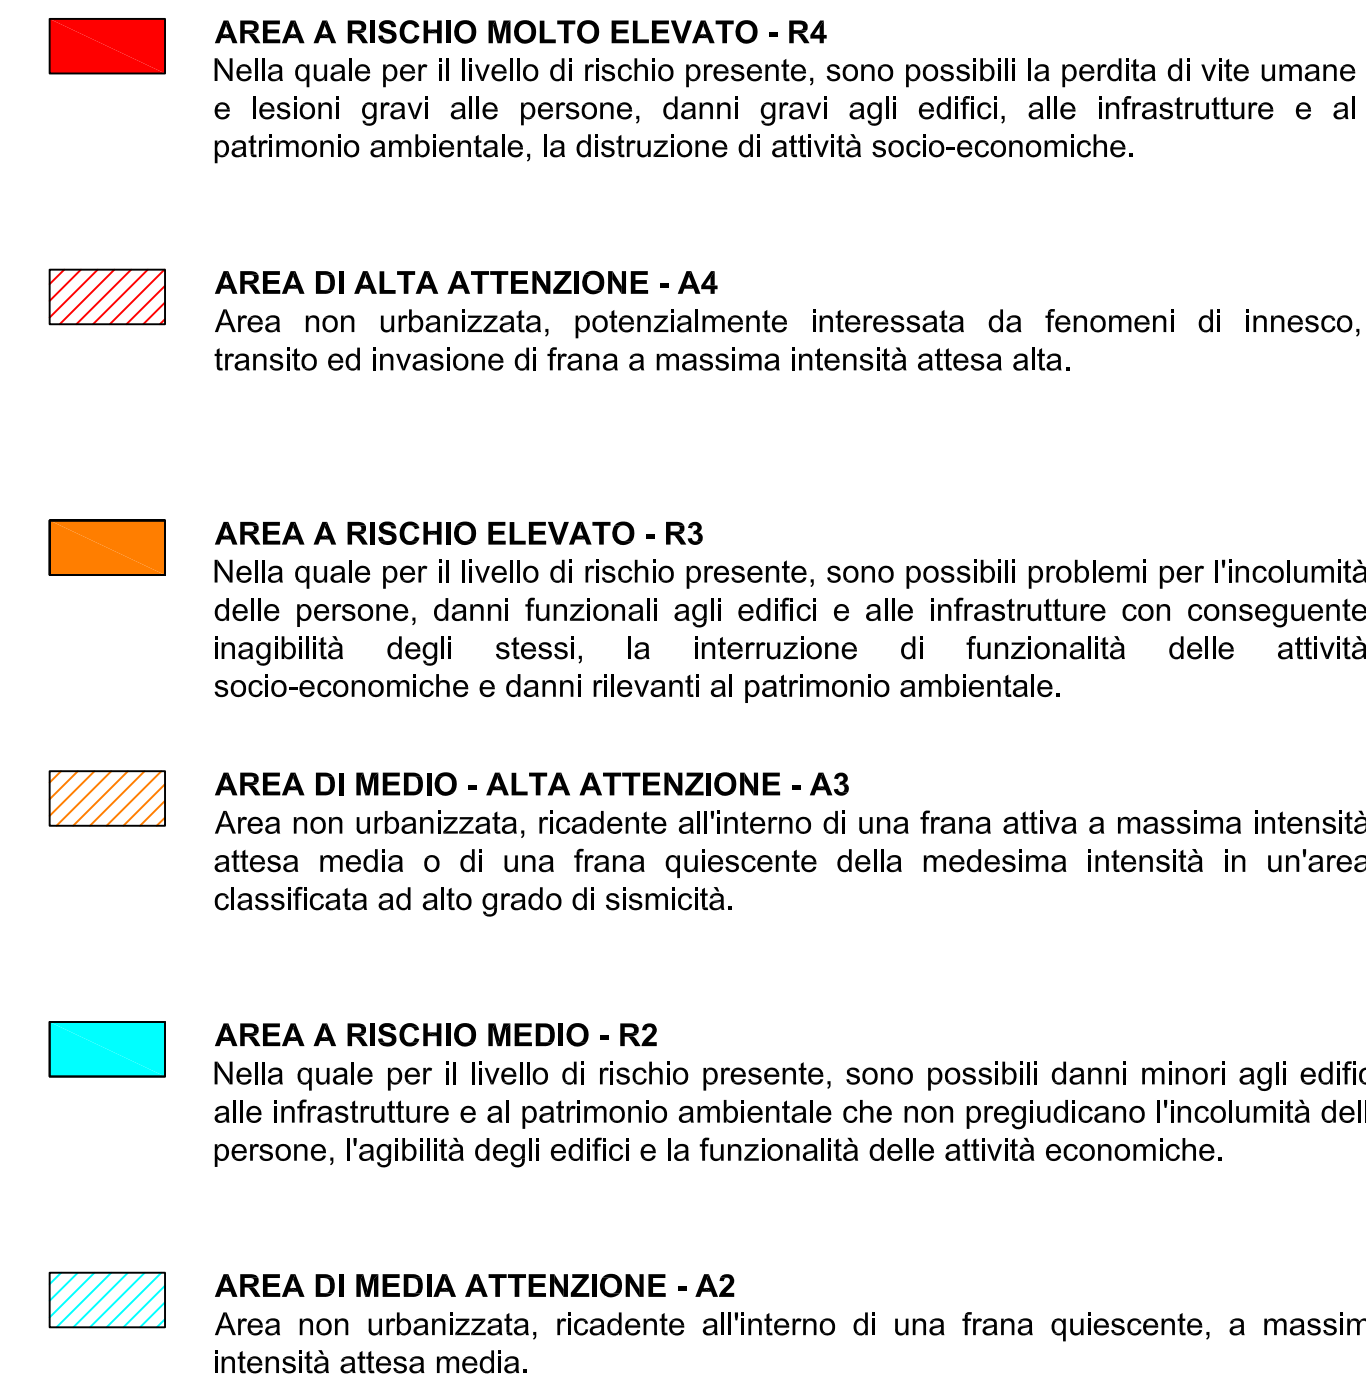 AREA A RISCHIO MOLTO ELEVATO - R4
Nella quale per il livello di rischio presente, sono possibili la perdita di vite umane
e lesioni gravi alle persone, danni gravi agli edifici, alle infrastrutture e al
patrimonio ambientale, la distruzione di attività socio-economiche.
AREA DI ALTA ATTENZIONE - A4
Area non urbanizzata, potenzialmente interessata da fenomeni di innesco,
transito ed invasione di frana a massima intensità attesa alta.
AREA A RISCHIO ELEVATO - R3
Nella quale per il livello di rischio presente, sono possibili problemi per l'incolumità
delle persone, danni funzionali agli edifici e alle infrastrutture con conseguente
inagibilità degli stessi, la interruzione di funzionalità delle attività
socio-economiche e danni rilevanti al patrimonio ambientale.
AREA DI MEDIO - ALTA ATTENZIONE - A3
Area non urbanizzata, ricadente all'interno di una frana attiva a massima intensità
attesa media o di una frana quiescente della medesima intensità in un'area
classificata ad alto grado di sismicità.
AREA A RISCHIO MEDIO - R2
Nella quale per il livello di rischio presente, sono possibili danni minori agli edific
alle infrastrutture e al patrimonio ambientale che non pregiudicano l'incolumità dell
persone, l'agibilità degli edifici e la funzionalità delle attività economiche.
AREA DI MEDIA ATTENZIONE - A2
Area non urbanizzata, ricadente all'interno di una frana quiescente, a massim
intensità attesa media.